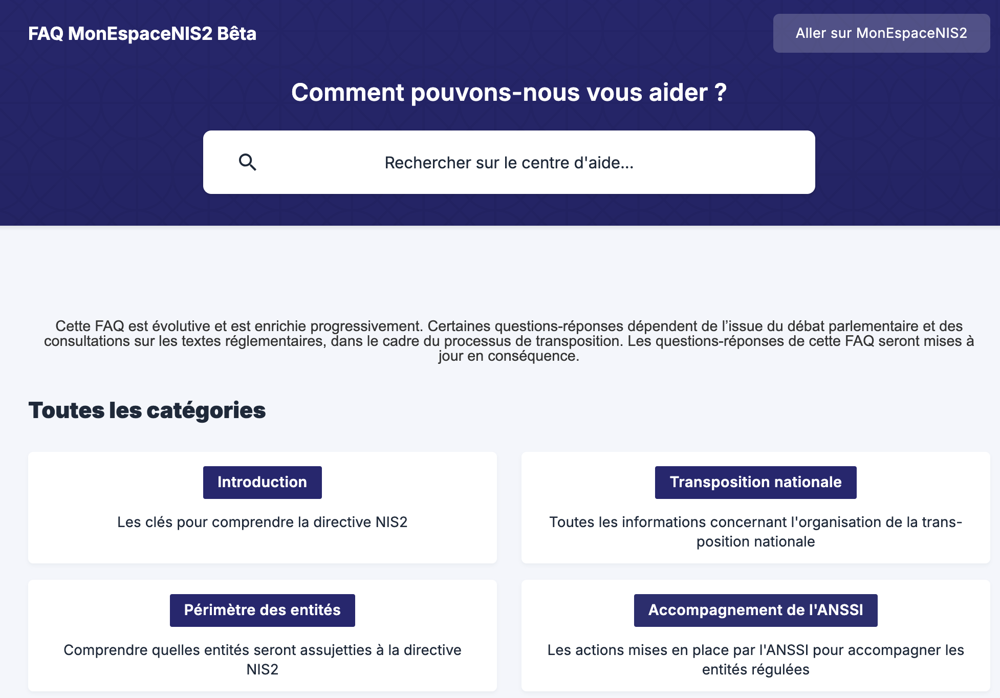 FAQ MonEspaceNIS2 Bêta
Aller sur MonEspaceNIS2
Comment pouvons-nous vous aider ?
Rechercher sur le centre d'aide...
Cette FAQ est évolutive et est enrichie progressivement. Certaines questions-réponses dépendent de l’issue du débat parlementaire et des
consultations sur les textes réglementaires, dans le cadre du processus de transposition. Les questions-réponses de cette FAQ seront mises à
jour en conséquence.
Toutes les catégories
Introduction
Les clés pour comprendre la directive NIS2
Transposition nationale
Toutes les informations concernant l'organisation de la trans-
position nationale
Périmètre des entités
Comprendre quelles entités seront assujetties à la directive
NIS2
Accompagnement de l'ANSSI
Les actions mises en place par l'ANSSI pour accompagner les
entités régulées